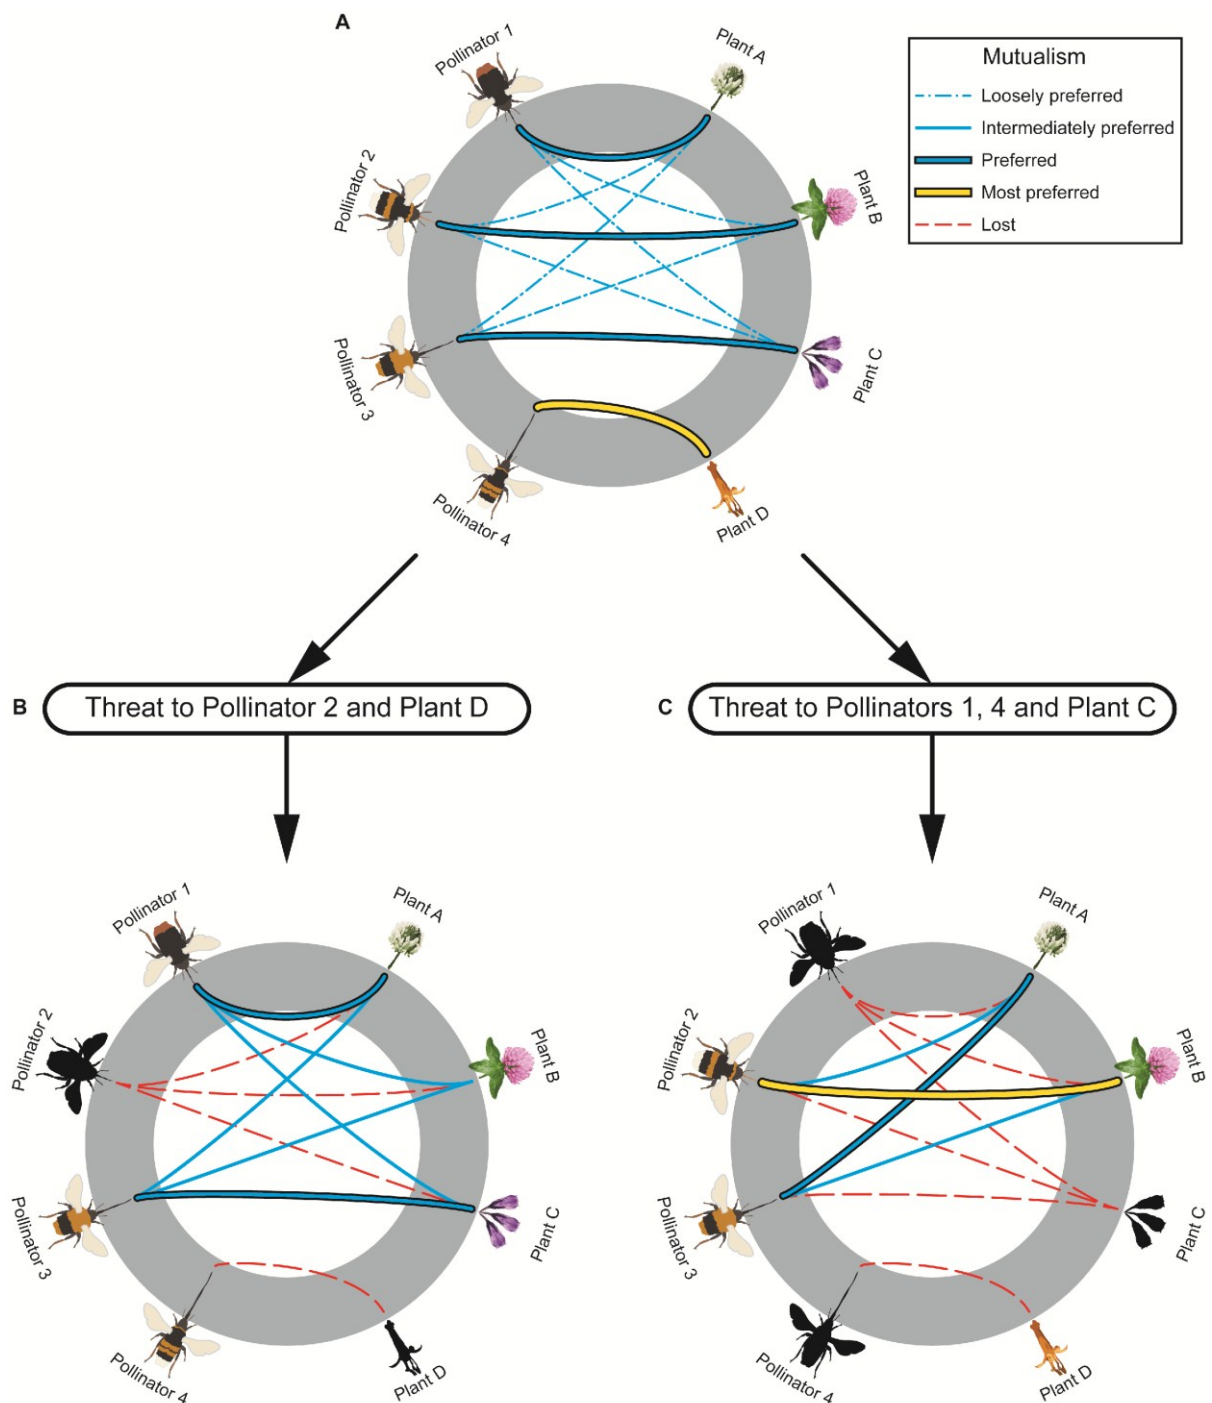 A
Pollinator 1
Plant A
Pollinator 2
Plant B
Pollinator 3
Plant C
Pollinator 4
Plant D
Mutualism
Loosely preferred
Intermediately preferred
Preferred
Most preferred
Lost
B
Threat to Pollinator 2 and Plant D
C
Threat to Pollinators 1, 4 and Plant C
Pollinator 1
Plant A
Pollinator 2
Plant B
Pollinator 3
Plant C
Pollinator 4
Plant D
Pollinator 1
Plant A
Pollinator 2
Plant B
Pollinator 3
Plant C
Pollinator 4
Plant D